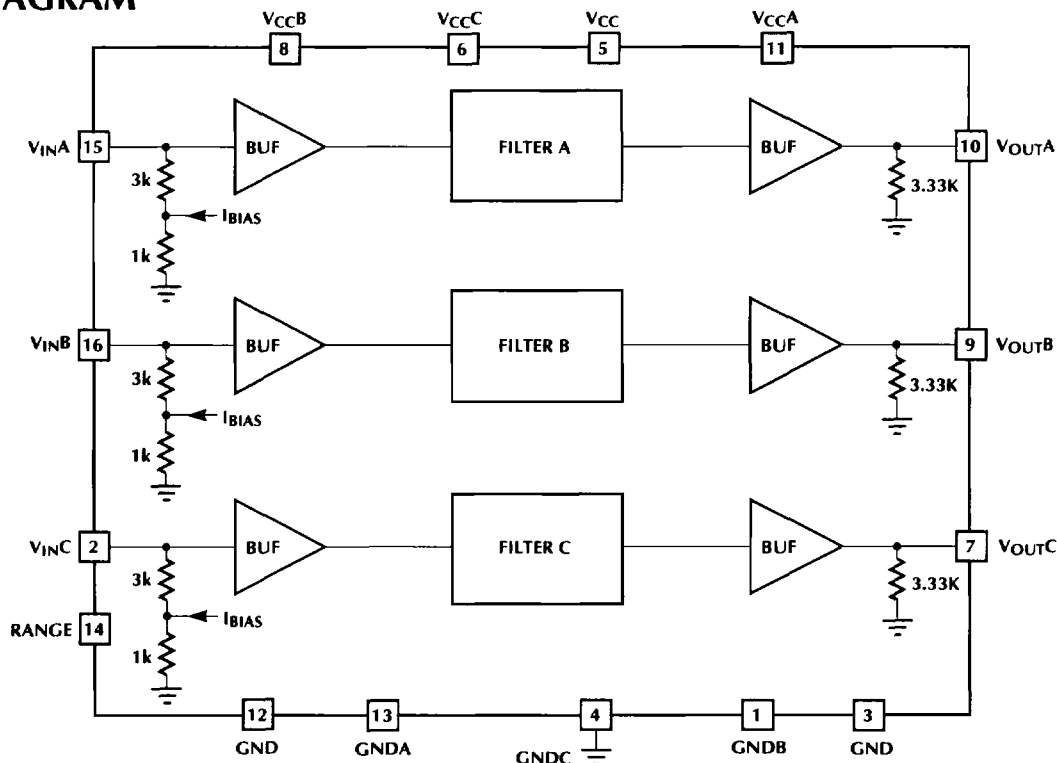 AGRAM
VCCB VCCC VCC VCCA
8 6 5 11
VINA 15 BUF FILTER A BUF 10 VOUTA
3k 3.33K
IBIAS
1k
VINB 16 BUF FILTER B BUF 9 VOUTB
3k 3.33K
IBIAS
1k
VINC 2 BUF FILTER C BUF 7 VOUTC
3k 3.33K
IBIAS
RANGE 14
1k
12 13 4 1 3
GND GNDA GNDC GNDB GND